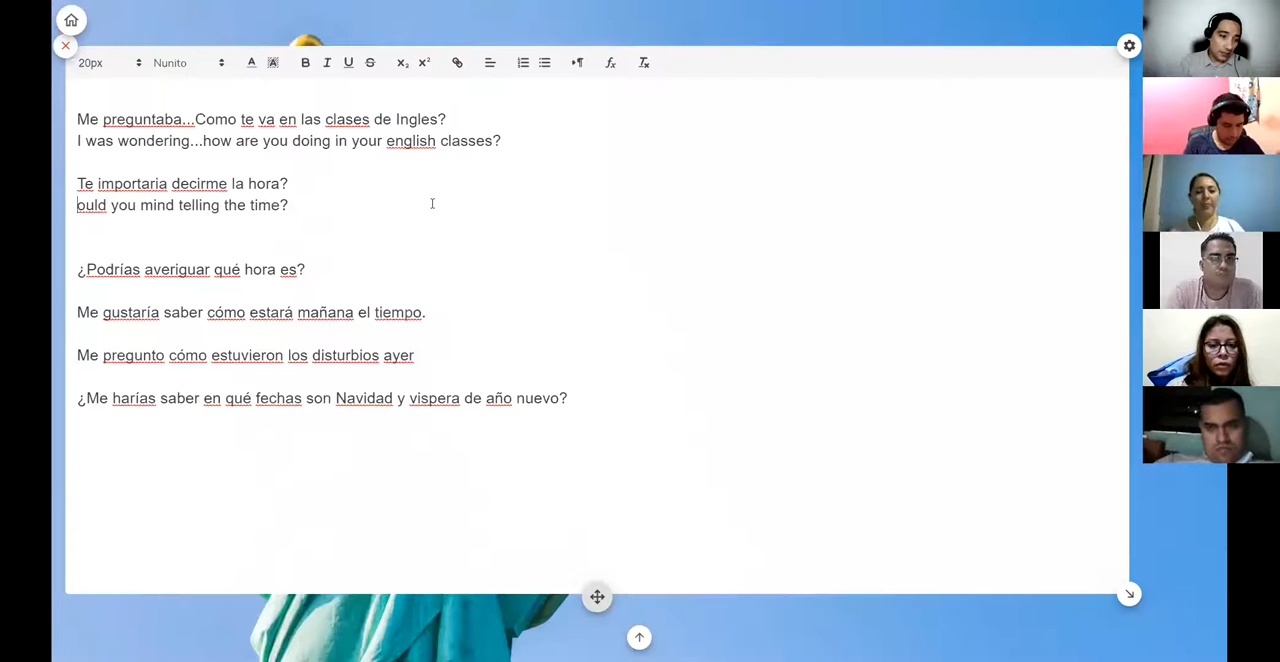 20px Nunito
Me preguntaba...Como te va en las clases de Ingles?
I was wondering...how are you doing in your english classes?
Te importaria decirme la hora?
ould you mind telling the time?
¿Podrías averiguar qué hora es?
Me gustaría saber cómo estará mañana el tiempo.
Me pregunto cómo estuvieron los disturbios ayer
¿Me harías saber en qué fechas son Navidad y vispera de año nuevo?